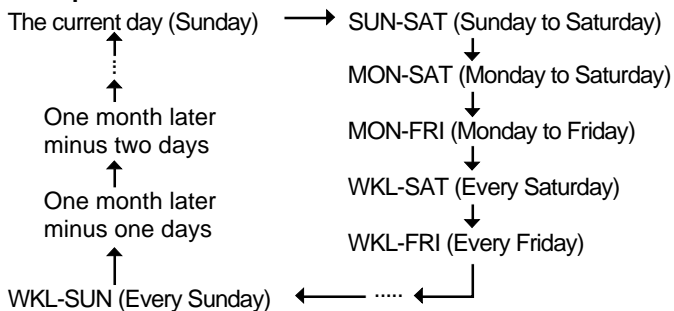 The current day (Sunday)
SUN-SAT (Sunday to Saturday)
MON-SAT (Monday to Saturday)
MON-FRI (Monday to Friday)
WKL-SAT (Every Saturday)
WKL-FRI (Every Friday)
.....
WKL-SUN (Every Sunday)
One month later
minus one days
One month later
minus two days